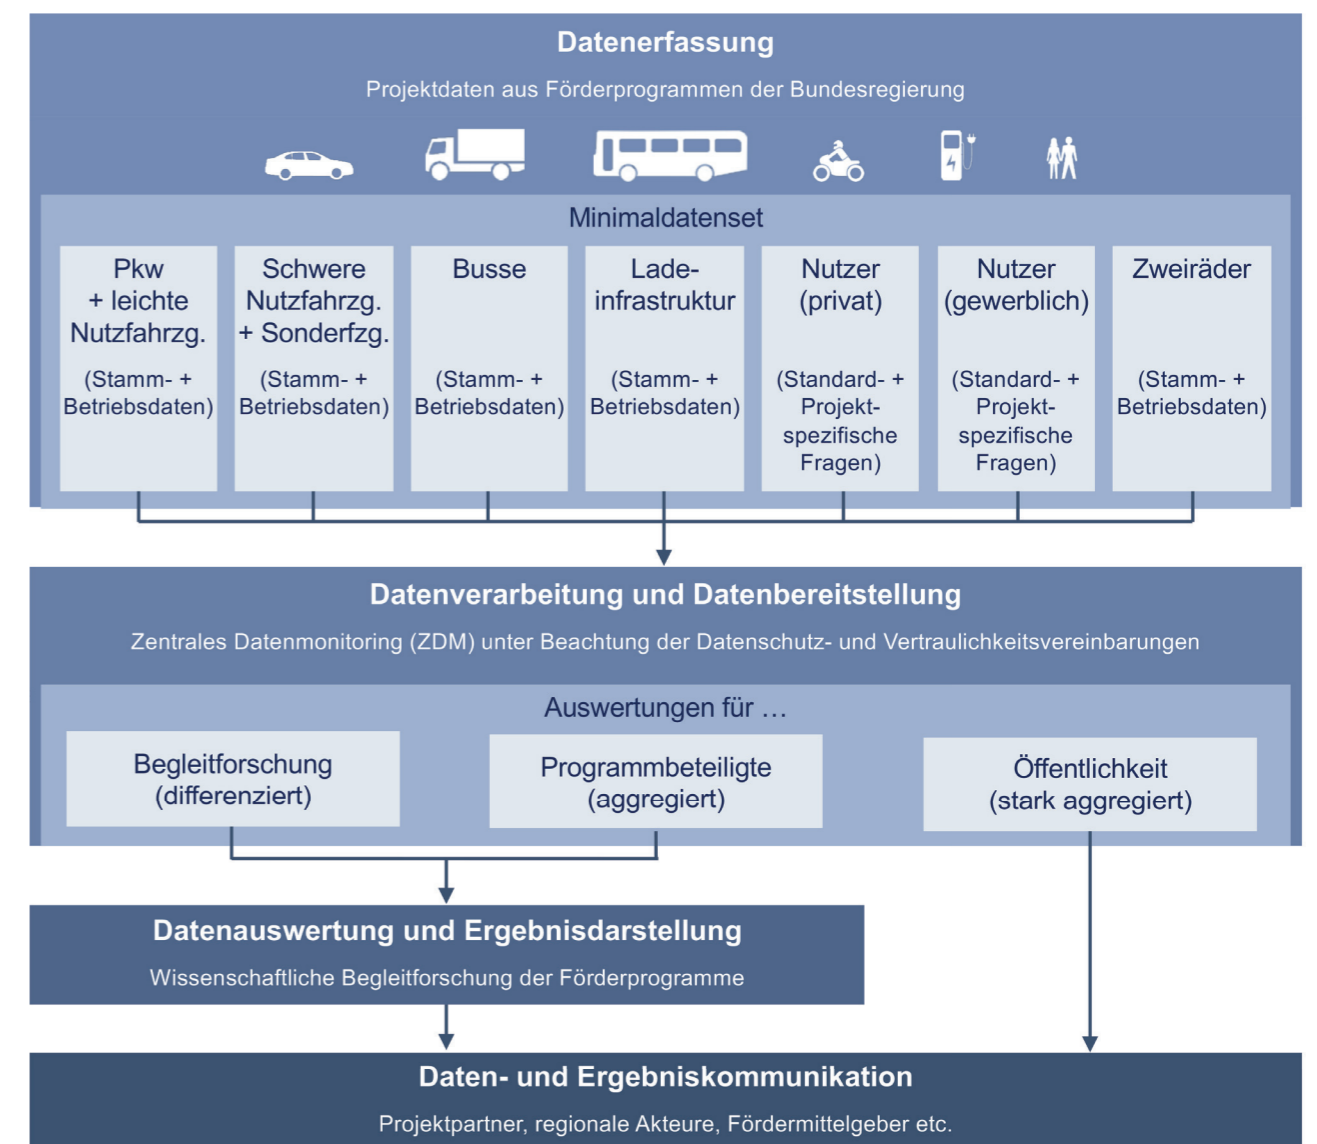 Datenerfassung
Projektdaten aus Förderprogrammen der Bundesregierung
Minimaldatenset
Pkw
+ leichte
Nutzfahrzg.
(Stamm- +
Betriebsdaten)
Schwere
Nutzfahrzg.
+ Sonderfzg.
(Stamm- +
Betriebsdaten)
Busse
(Stamm- +
Betriebsdaten)
Lade-
infrastruktur
(Stamm- +
Betriebsdaten)
Nutzer
(privat)
(Standard- +
Projekt-
spezifische
Fragen)
Nutzer
(gewerblich)
(Standard- +
Projekt-
spezifische
Fragen)
Zweiräder
(Stamm- +
Betriebsdaten)
Datenverarbeitung und Datenbereitstellung
Zentrales Datenmonitoring (ZDM) unter Beachtung der Datenschutz- und Vertraulichkeitsvereinbarungen
Auswertungen für …
Begleitforschung
(differenziert)
Programmbeteiligte
(aggregiert)
Öffentlichkeit
(stark aggregiert)
Datenauswertung und Ergebnisdarstellung
Wissenschaftliche Begleitforschung der Förderprogramme
Daten- und Ergebniskommunikation
Projektpartner, regionale Akteure, Fördermittelgeber etc.